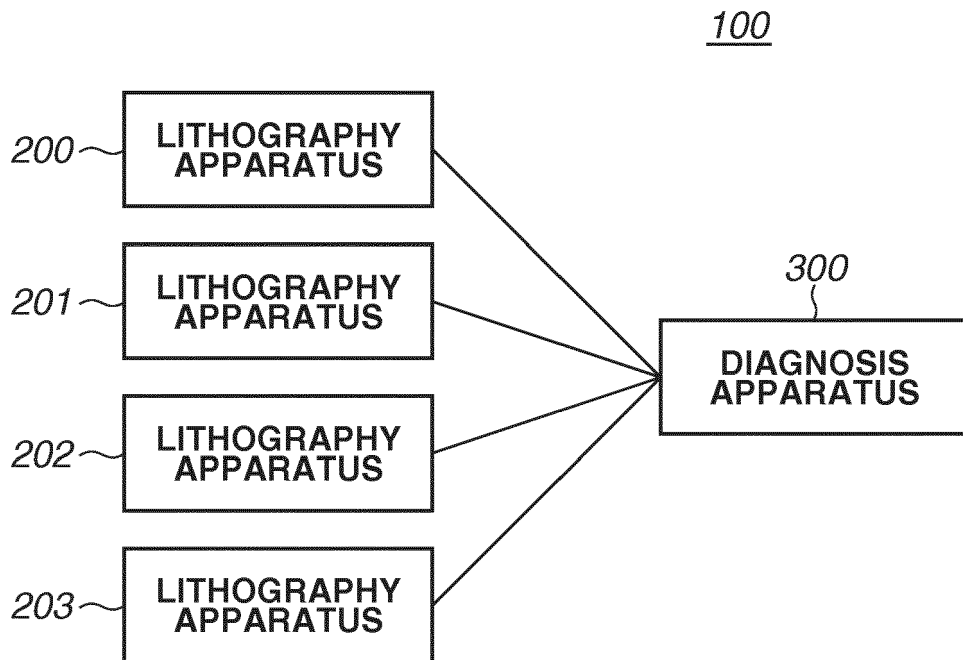 100
200
LITHOGRAPHY
APPARATUS
201
LITHOGRAPHY
APPARATUS
300
DIAGNOSIS
APPARATUS
202
LITHOGRAPHY
APPARATUS
203
LITHOGRAPHY
APPARATUS